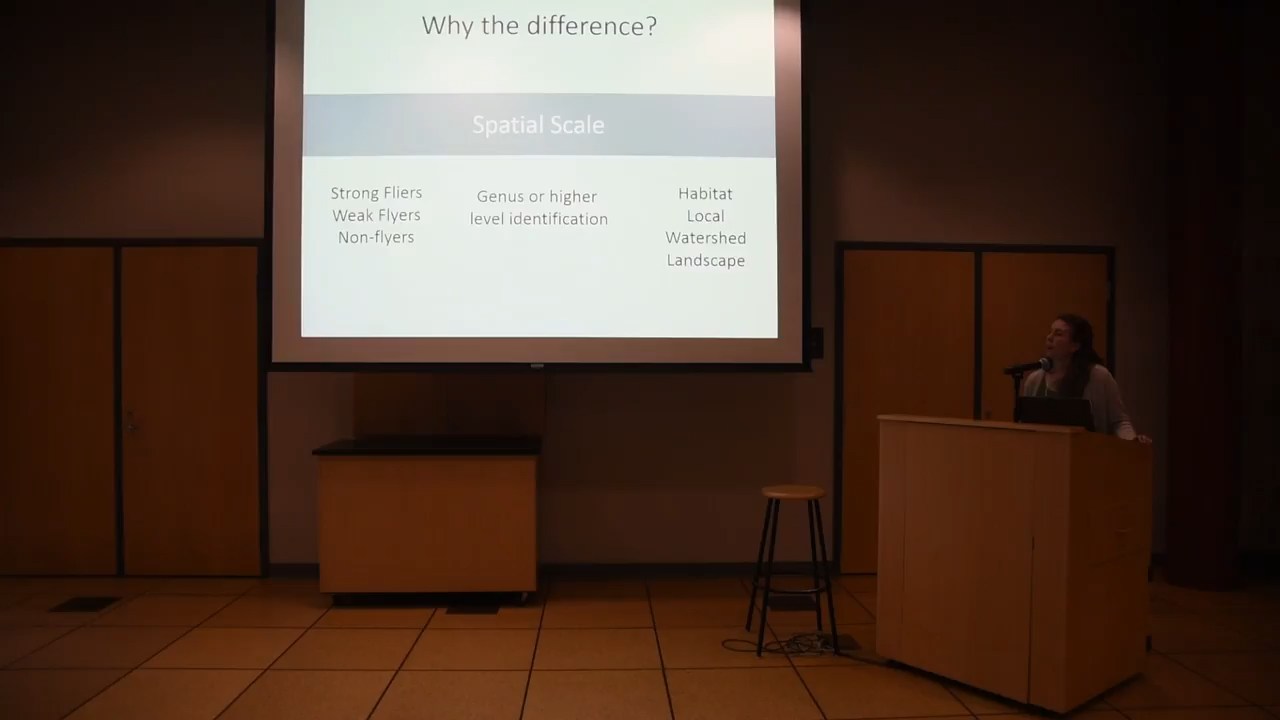 Why the difference?
Spatial Scale
Strong Fliers
Weak Flyers
Non-flyers
Genus or higher
level identification
Habitat
Local
Watershed
Landscape